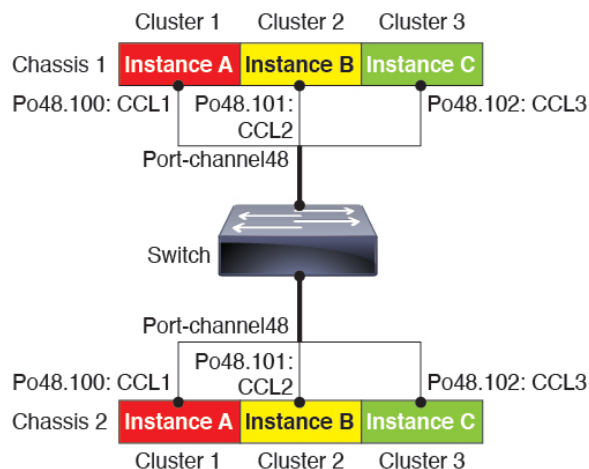 Cluster 1 Cluster 2 Cluster 3
Chassis 1 Instance A Instance B Instance C
Po48.100: CCL1 Po48.101: Po48.102: CCL3
CCL2
Port-channel48
Switch
Port-channel48
Po48.101:
Po48.100: CCL1 CCL2 Po48.102: CCL3
Chassis 2 Instance A Instance B Instance C
Cluster 1 Cluster 2 Cluster 3